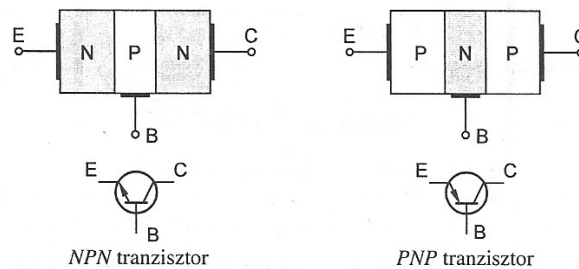 E N P N C
B
E C
B
NPN tranzisztor
E P N P C
B
E C
B
PNP tranzisztor